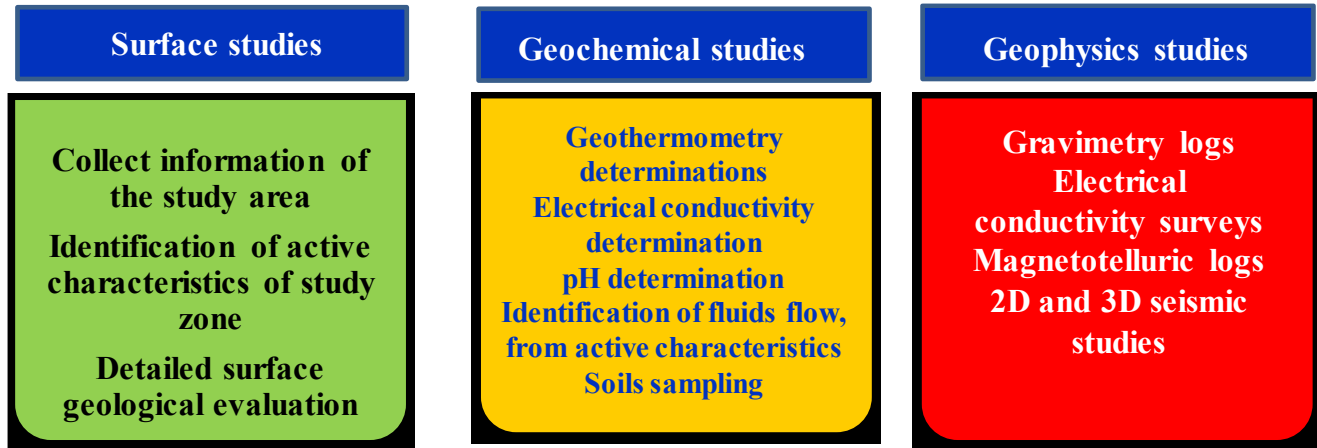 Surface studies
Collect information of
the study area
Identification of active
characteristics of study
zone
Detailed surface
geological evaluation
Geochemical studies
Geothermometry
determinations
Electrical conductivity
determination
pH determination
Identification of fluids flow,
from active characteristics
Soils sampling
Geophysics studies
Gravimetry logs
Electrical
conductivity surveys
Magnetotelluric logs
2D and 3D seismic
studies